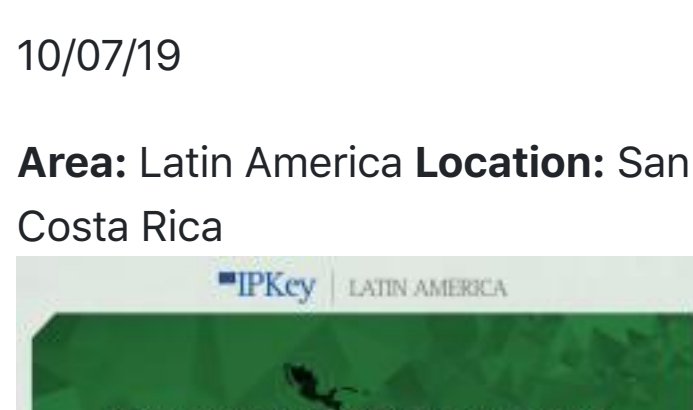 10/07/19
Area: Latin America Location: San
Costa Rica
IPKey | LATIN AMERICA